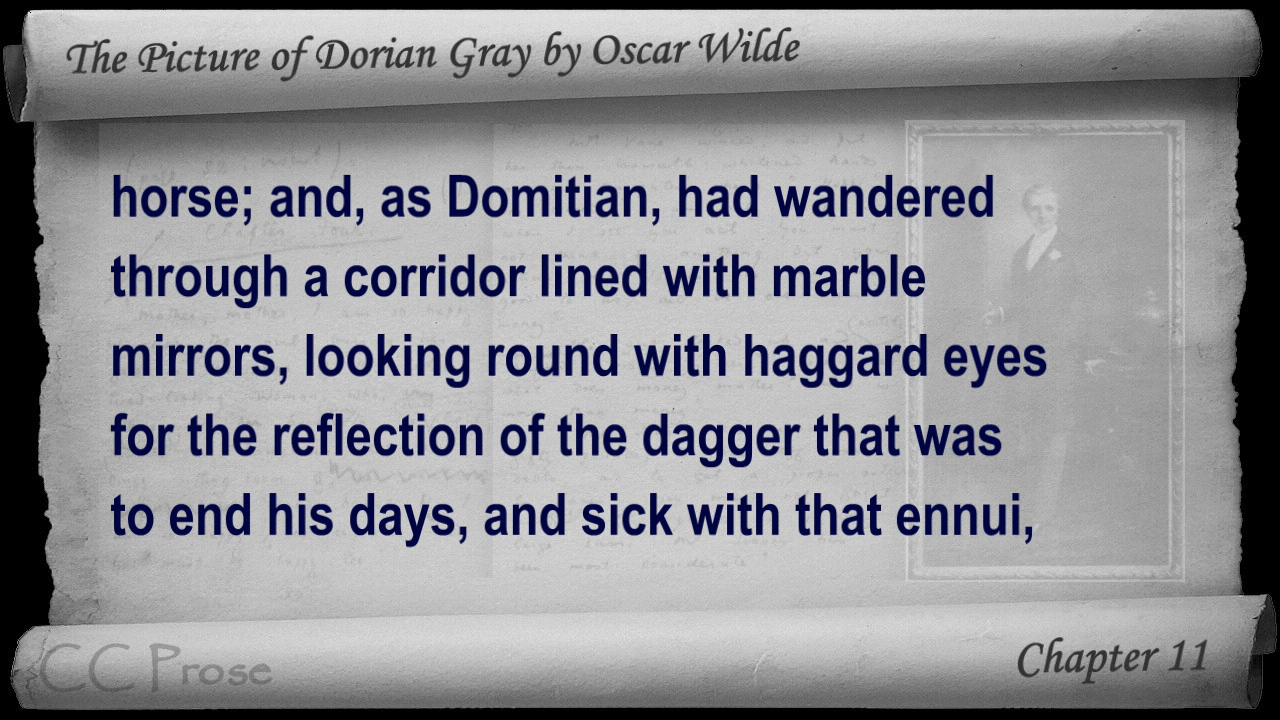 The Picture of Dorian Gray by Oscar Wilde
horse; and, as Domitian, had wandered
through a corridor lined with marble
mirrors, looking round with haggard eyes
for the reflection of the dagger that was
to end his days, and sick with that ennui,
CC Prose
Chapter 11